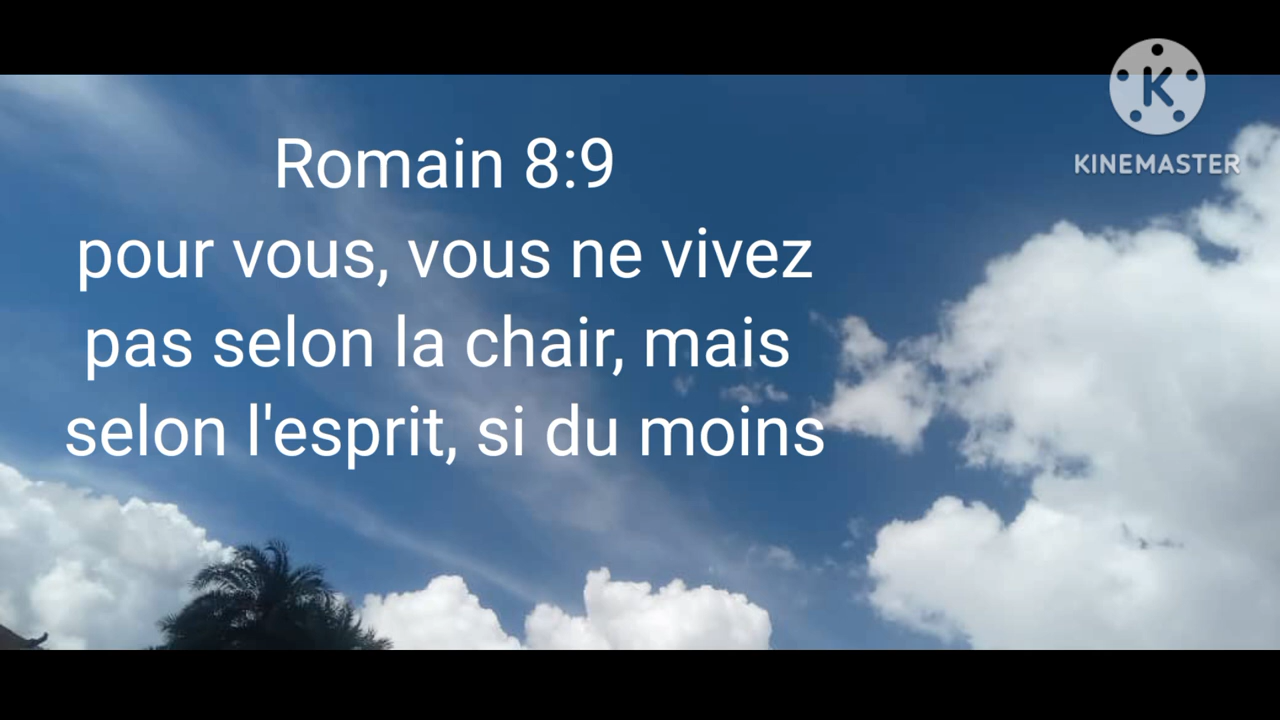 Romain 8:9
pour vous, vous ne vivez
pas selon la chair, mais
selon l'esprit, si du moins
K
KINEMASTER